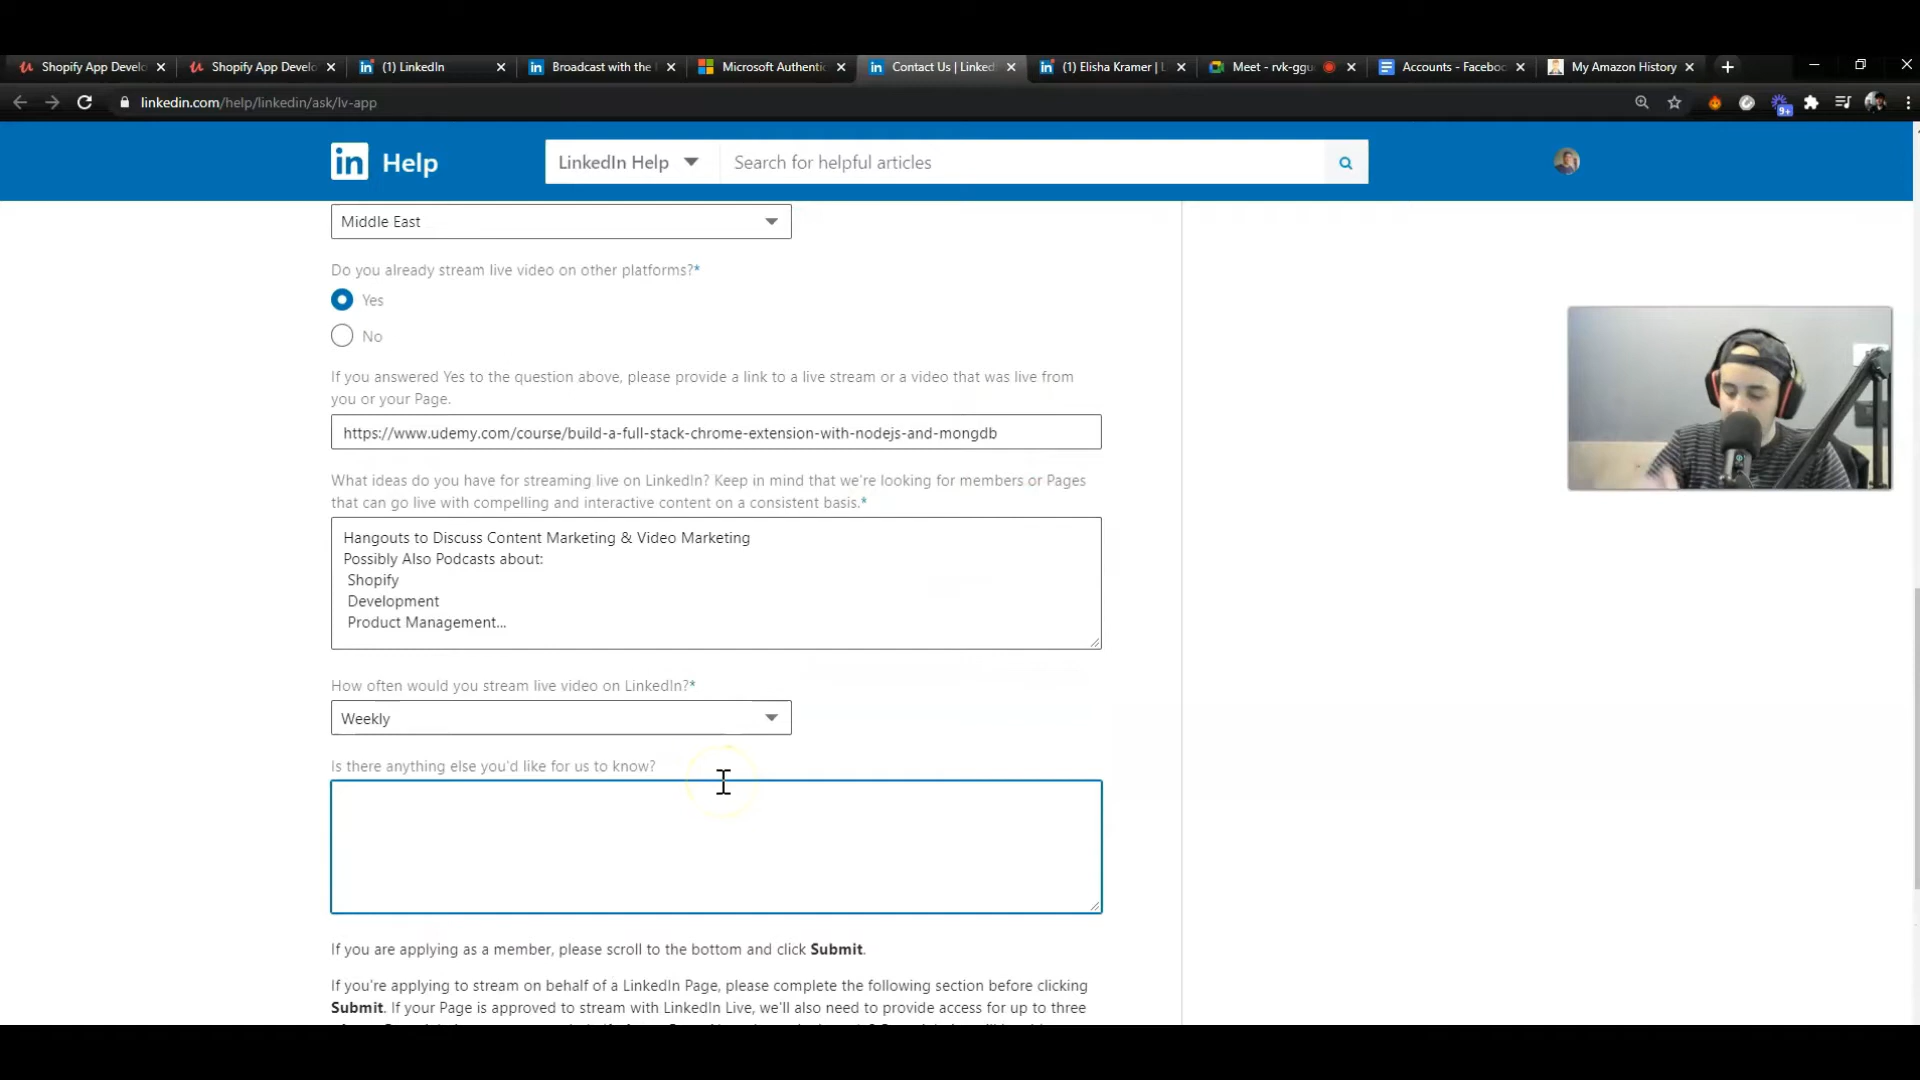 Shopify App Develo
Shopify App Develo
(1) LinkedIn
Broadcast with the
Microsoft Authenti
Contact Us | Linked
(1) Elisha Kramer | L
Meet - rvk-ggu
Accounts - Faceboo
My Amazon History
linkedin.com/help/linkedin/ask/lv-app
9+
in Help
LinkedIn Help
Search for helpful articles
Middle East
Do you already stream live video on other platforms?*
Yes
No
If you answered Yes to the question above, please provide a link to a live stream or a video that was live from
you or your Page.
https://www.udemy.com/course/build-a-full-stack-chrome-extension-with-nodejs-and-mongdb
What ideas do you have for streaming live on LinkedIn? Keep in mind that we're looking for members or Pages
that can go live with compelling and interactive content on a consistent basis.*
Hangouts to Discuss Content Marketing & Video Marketing
Possibly Also Podcasts about:
Shopify
Development
Product Management...
How often would you stream live video on LinkedIn?*
Weekly
Is there anything else you'd like for us to know?
If you are applying as a member, please scroll to the bottom and click Submit.
If you're applying to stream on behalf of a LinkedIn Page, please complete the following section before clicking
Submit. If your Page is approved to stream with LinkedIn Live, we'll also need to provide access for up to three